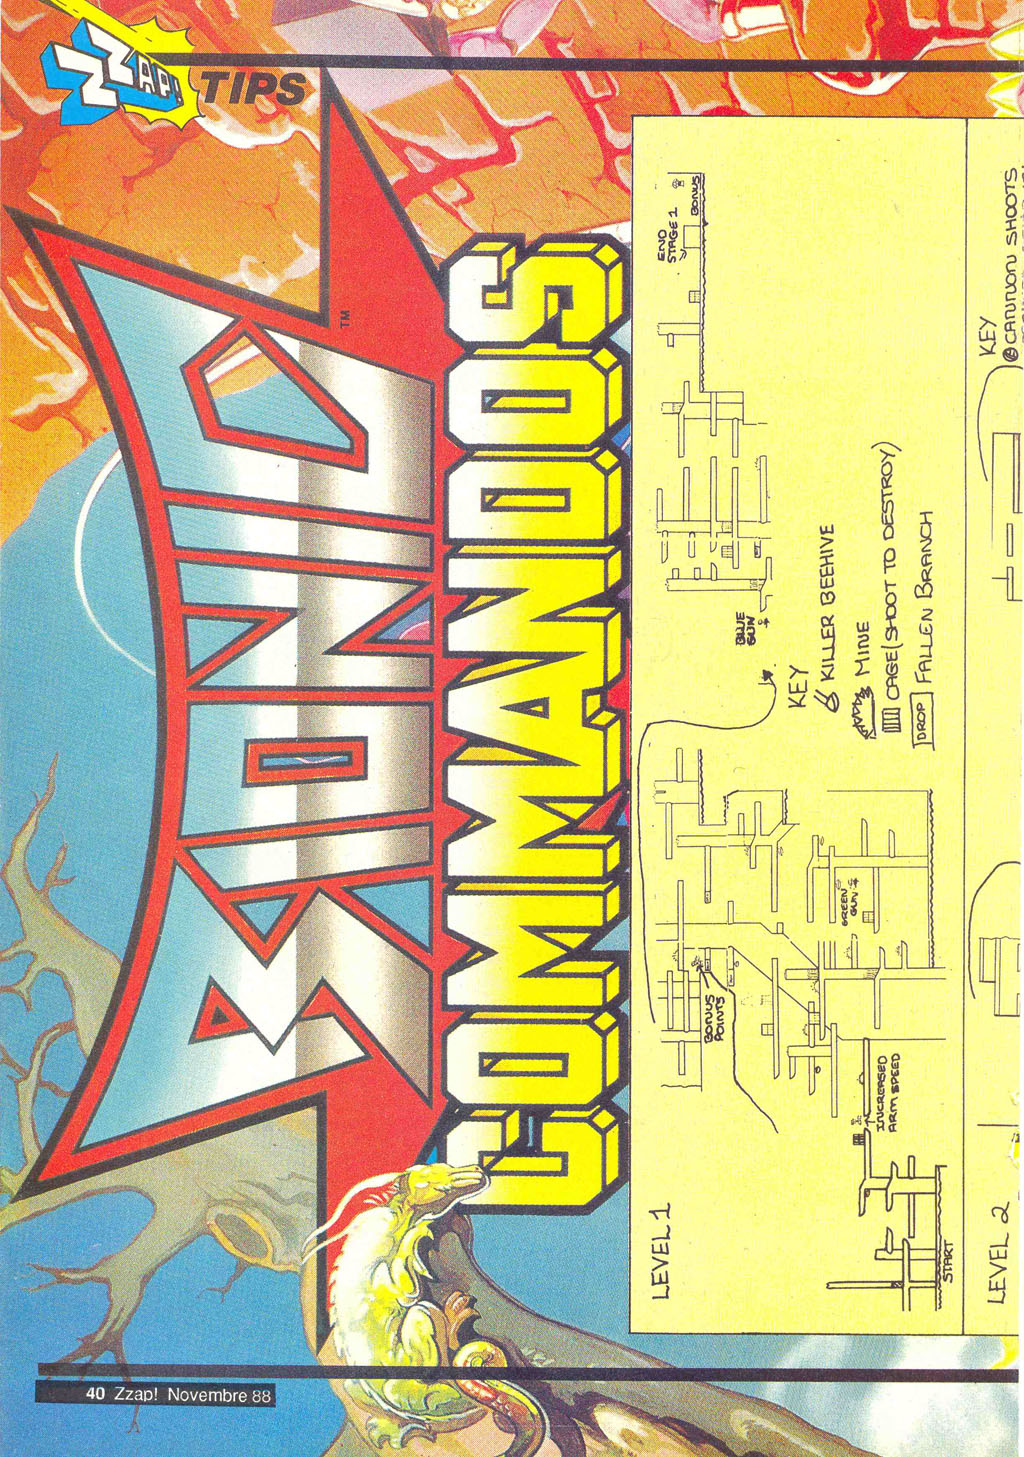 ZZAP!
TIPS
BIONIC
TM
COMMANDOS
LEVEL 1
START
INCREASED
ARM SPEED
BONUS
POINTS
GREEN
GUN
BLUE
GUN
END
STAGE 1
BONUS
KEY
KILLER BEEHIVE
MINE
CAGE (SHOOT TO DESTROY)
DROP FALLEN BRANCH
LEVEL 2
KEY
CANNON SHOOTS
40 Zzap! Novembre 88